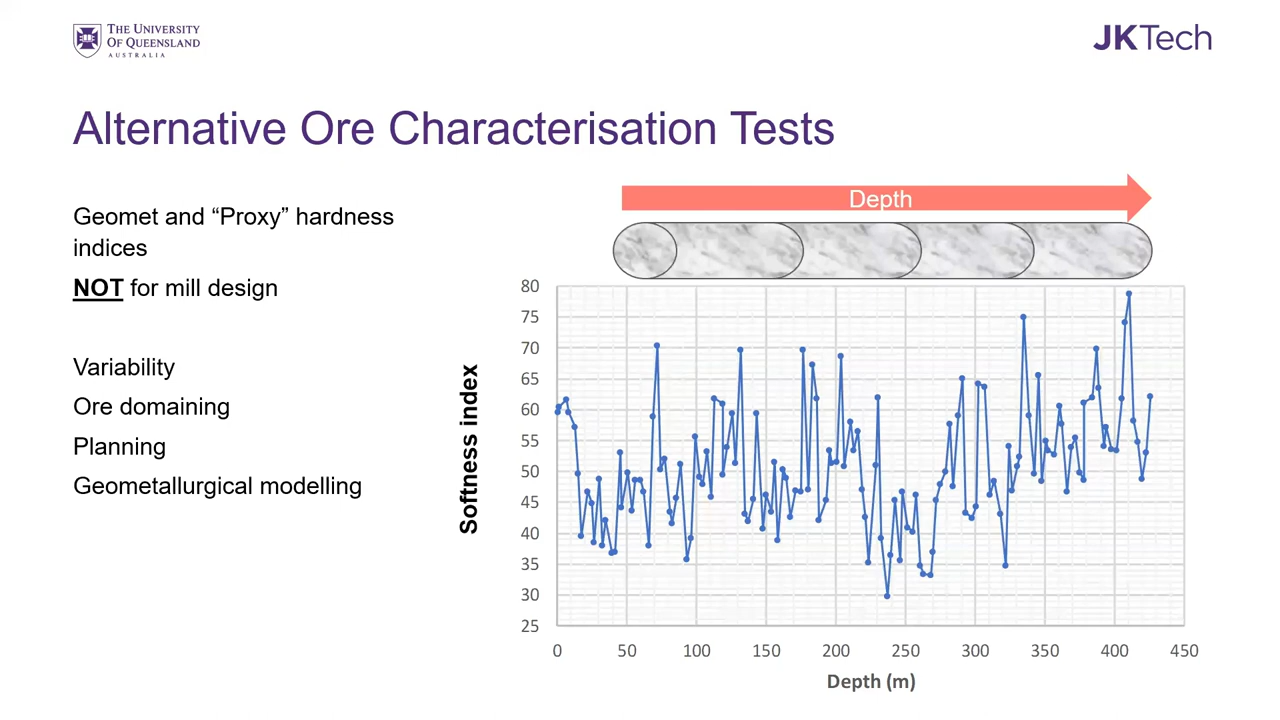 THE UNIVERSITY
OF QUEENSLAND
AUSTRALIA
JKTech
Alternative Ore Characterisation Tests
Geomet and “Proxy” hardness
indices
NOT for mill design
Variability
Ore domaining
Planning
Geometallurgical modelling
Depth
80
75
70
65
60
55
50
45
40
35
30
25
Softness index
0 50 100 150 200 250 300 350 400 450
Depth (m)